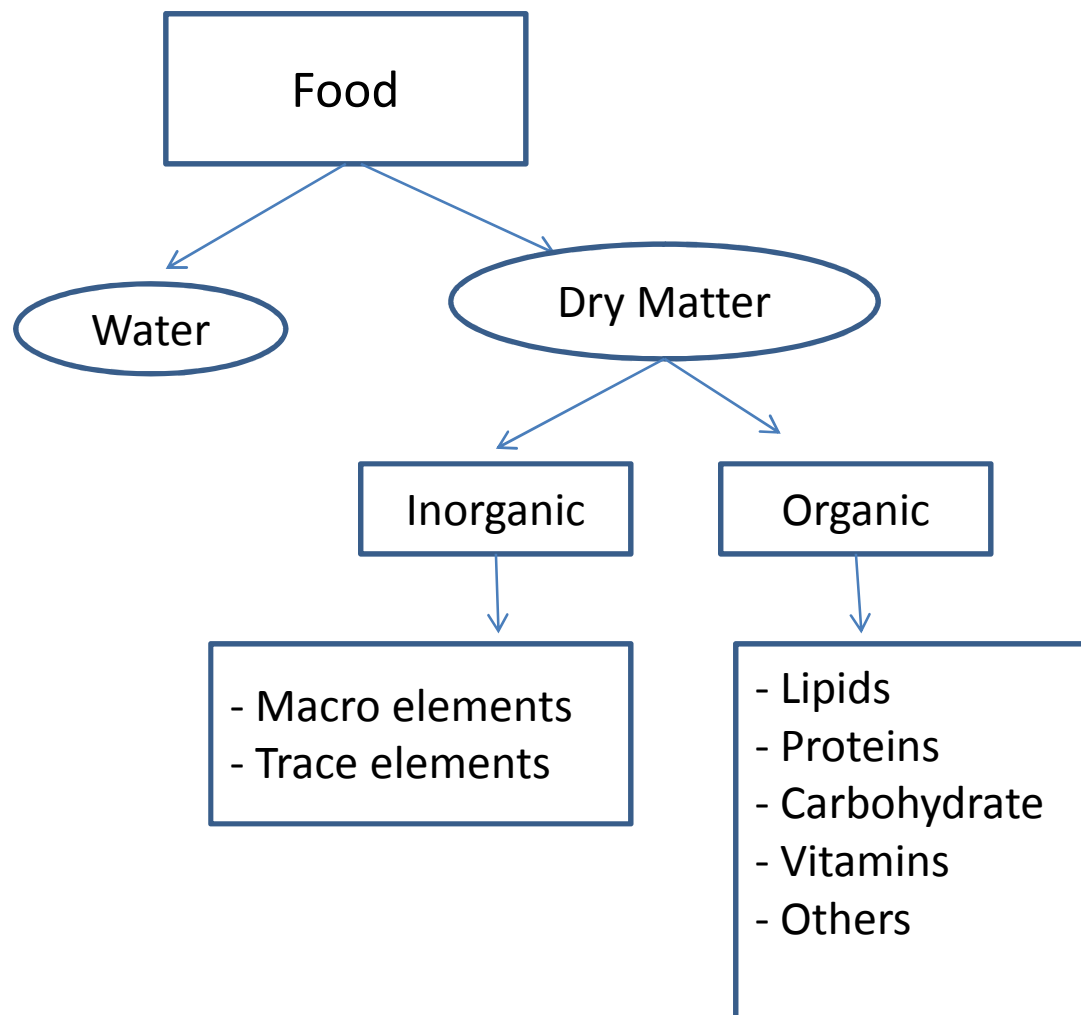 Food
Water
Dry Matter
Inorganic
Organic
- Macro elements
- Trace elements
- Lipids
- Proteins
- Carbohydrate
- Vitamins
- Others